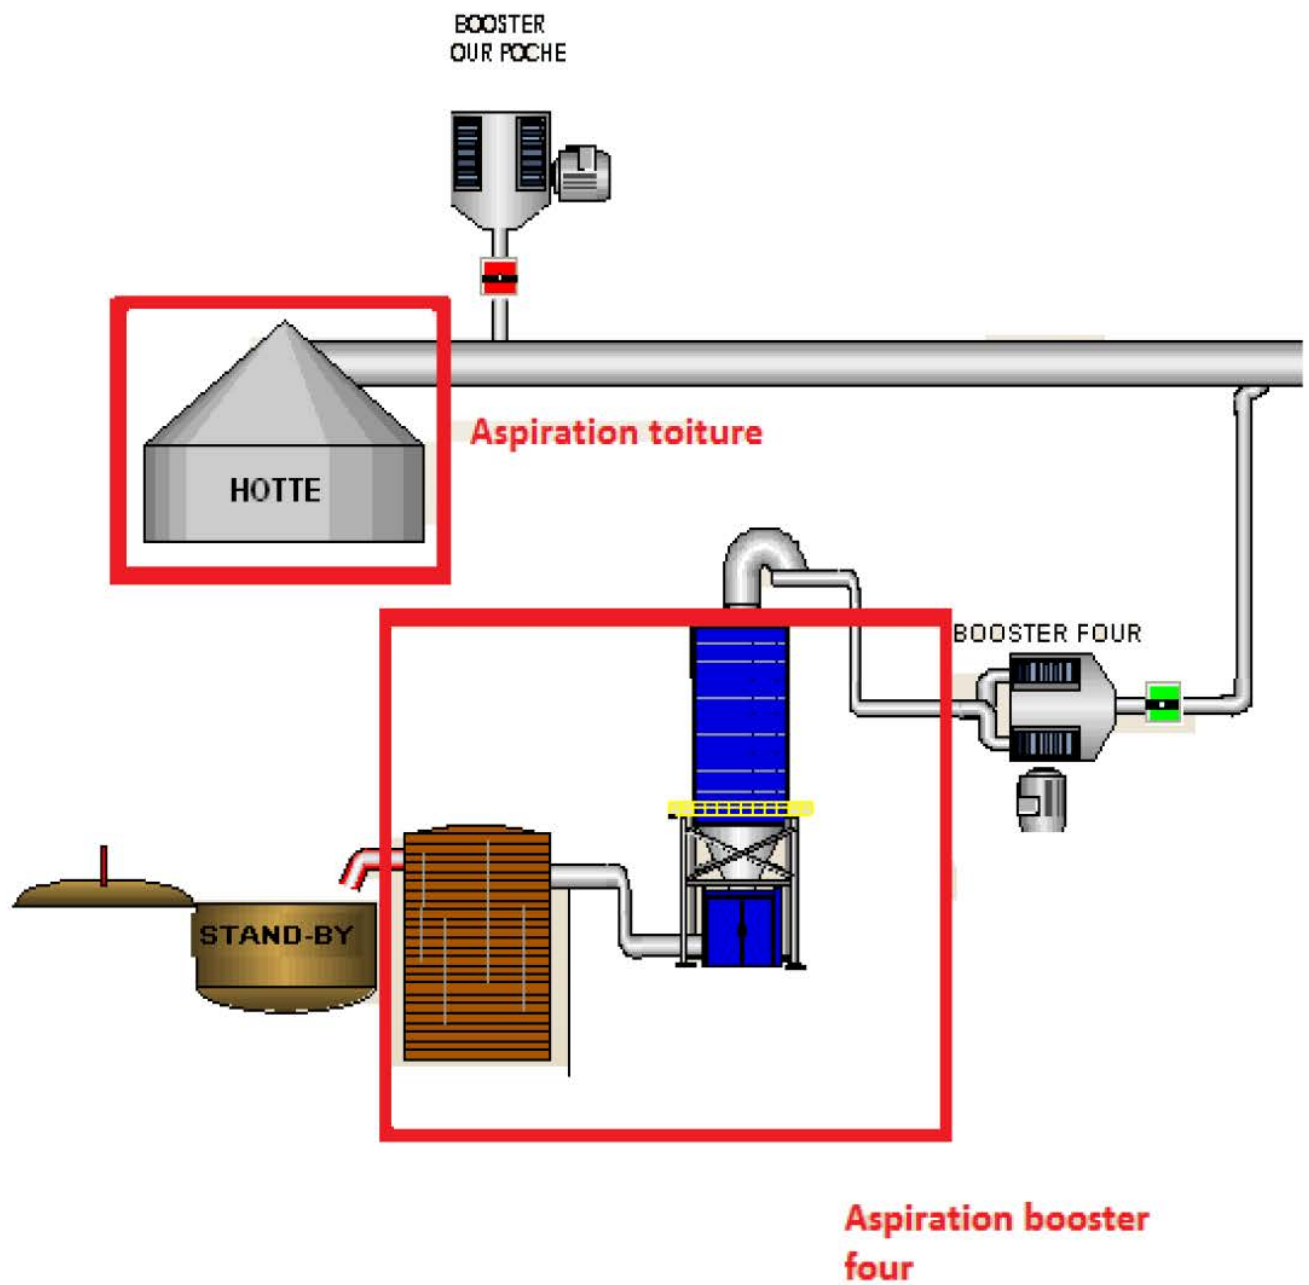 BOOSTER
OUR POCHE
Aspiration toiture
HOTTE
BOOSTER FOUR
STAND-BY
Aspiration booster
four